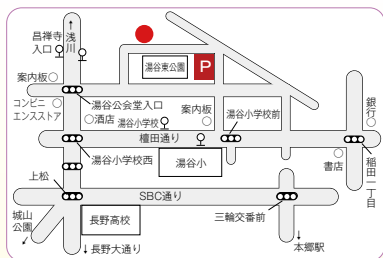 昌禅寺
入口
↑浅川
案内板
コンビニ
エンスストア
湯谷東公園
P
湯谷公会堂入口
酒店
湯谷小学校
案内板
湯谷小学校前
銀行
檀田通り
湯谷小学校西
湯谷小
書店
稲田一丁目
上松
SBC通り
城山
公園
長野高校
三輪交番前
↓長野大通り
↓本郷駅